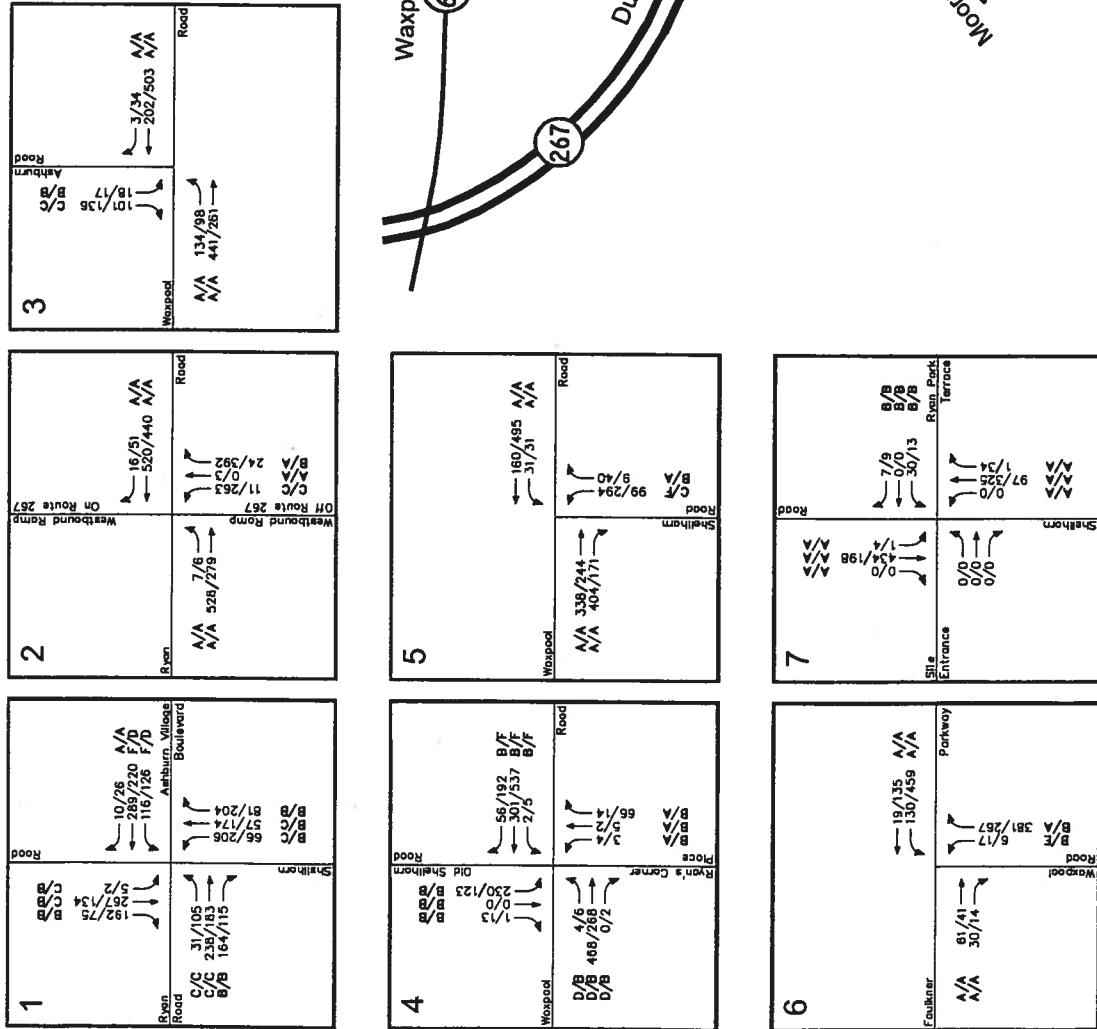 1
Road
192/75 B/B
267/134 C/B
5/2 C/B
10/26 A/A
289/220 F/D
116/126 F/D
Ryan
Road
Ashburn Village
Boulevard
C/C 31/105
C/C 238/183
B/B 164/115
66/206 B/C
57/174 B/C
81/204 B/B
Shellhorn
2
Westbound Ramp
On Route 267
16/51 A/A
520/440 A/A
Ryan
Road
A/A 7/6
A/A 528/279
Westbound Ramp
Off Route 267
11/263 C/C
0/3 A/A
24/392 B/A
3
Ashburn
Road
101/136 C/C
18/17 B/B
3/34 A/A
202/503 A/A
Waxpool
Road
A/A 134/98
A/A 441/261
4
Old Shellhorn
Road
1/13 B/B
0/0 B/B
230/123 B/B
56/192 B/F
301/537 B/F
2/5 B/F
Waxpool
Road
D/B 4/6
D/B 468/268
D/B 0/2
3/4 B/A
B/A
66/14 B/A
Ryan's Corner
Place
5
160/495 A/A
31/31 A/A
Waxpool
Road
A/A 338/244
A/A 404/171
99/294 C/F
9/40 B/A
Shellhorn
Road
6
19/135 A/A
130/459 A/A
Faulkner
Parkway
A/A 61/41
A/A 30/14
6/17 B/E
381/267 B/A
Waxpool
Road
7
Road
0/0 A/A
434/198 A/A
1/4 A/A
7/9 B/B
0/0 B/B
30/13 B/B
Site
Entrance
Ryan Park
Terrace
0/0
0/0
0/0
0/0 A/A
97/325 A/A
1/34 A/A
Shellhorn
Waxp
6
Du
267
Moor